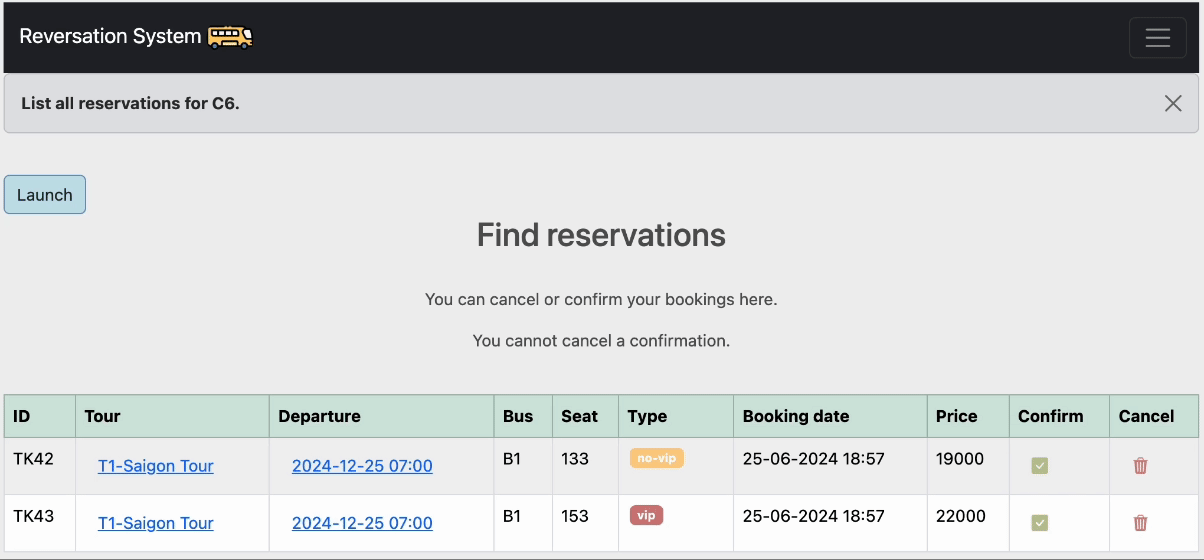 Reversation System
List all reservations for C6.
Launch
Find reservations
You can cancel or confirm your bookings here.
You cannot cancel a confirmation.
ID Tour Departure Bus Seat Type Booking date Price Confirm Cancel
TK42 T1-Saigon Tour 2024-12-25 07:00 B1 133 no-vip 25-06-2024 18:57 19000
TK43 T1-Saigon Tour 2024-12-25 07:00 B1 153 vip 25-06-2024 18:57 22000